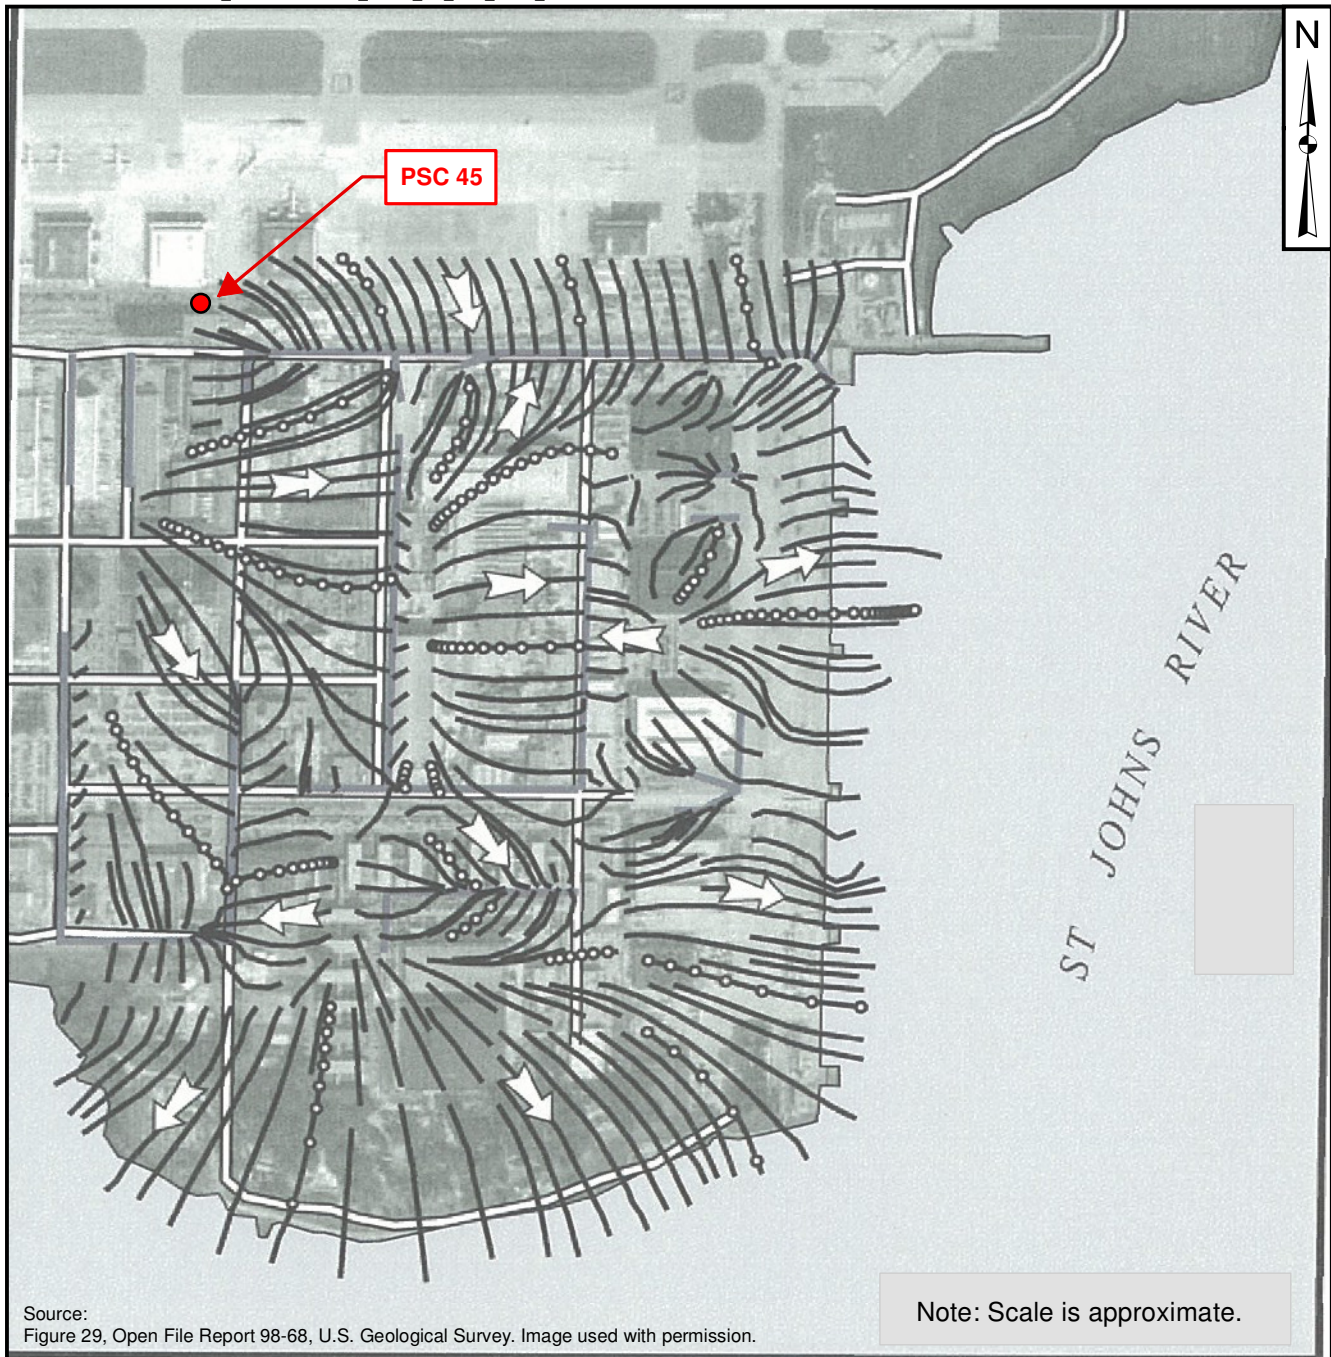 N
PSC 45
ST JOHNS RIVER
Source:
Figure 29, Open File Report 98-68, U.S. Geological Survey. Image used with permission.
Note: Scale is approximate.